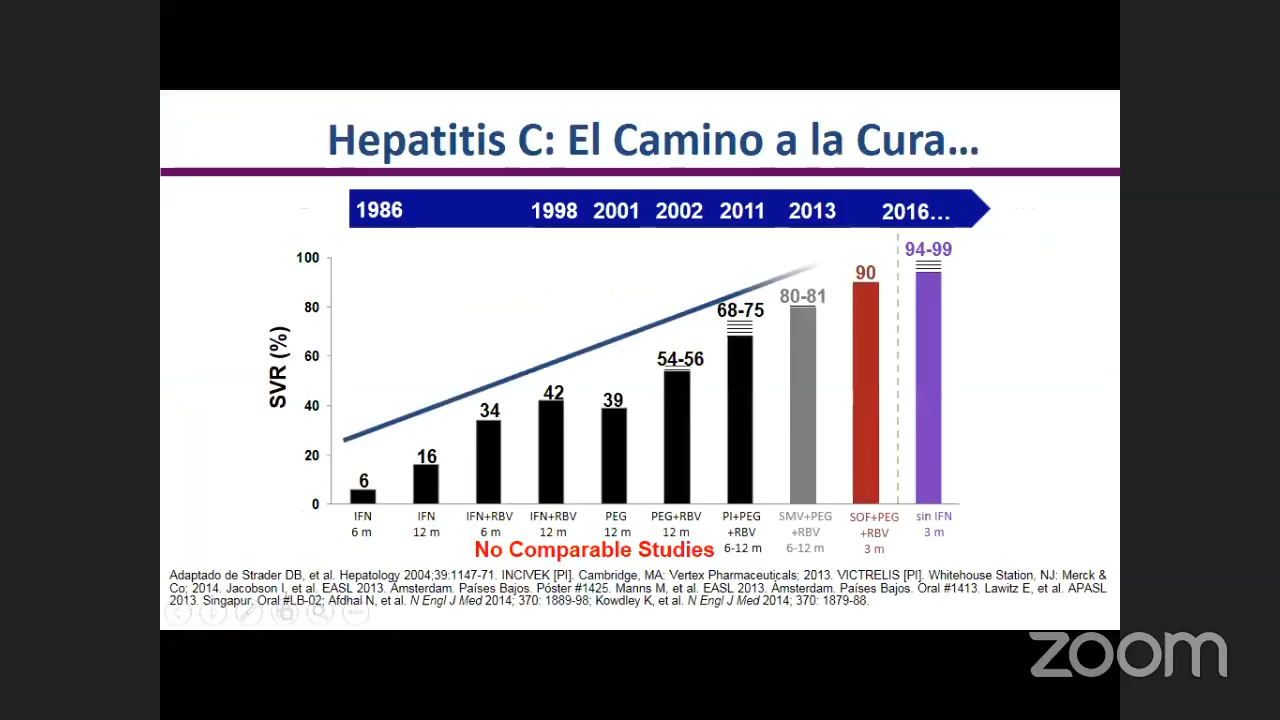 Hepatitis C: El Camino a la Cura...
1986 1998 2001 2002 2011 2013 2016...
94-99
100
90
80-81
80
68-75
SVR (%)
60
54-56
42
40
39
34
20
16
6
0
IFN IFN IFN+RBV IFN+RBV PEG PEG+RBV PI+PEG SMV+PEG SOF+PEG sin IFN
6 m 12 m 6 m 12 m 12 m 12 m +RBV +RBV +RBV 3 m
6-12 m 6-12 m 3 m
No Comparable Studies
Adaptado de Strader DB, et al. Hepatology 2004;39:1147-71. INCIVEK [PI]. Cambridge, MA: Vertex Pharmaceuticals; 2013. VICTRELIS [PI]. Whitehouse Station, NJ: Merck &
Co; 2014. Jacobson I, et al. EASL 2013. Ámsterdam. Países Bajos. Póster #1425. Manns M, et al. EASL 2013. Ámsterdam. Países Bajos. Oral #1413. Lawitz E, et al. APASL
2013. Singapur. Oral #LB-02; Afdhal N, et al. N Engl J Med 2014; 370: 1889-98; Kowdley K, et al. N Engl J Med 2014; 370: 1879-88.
zoom